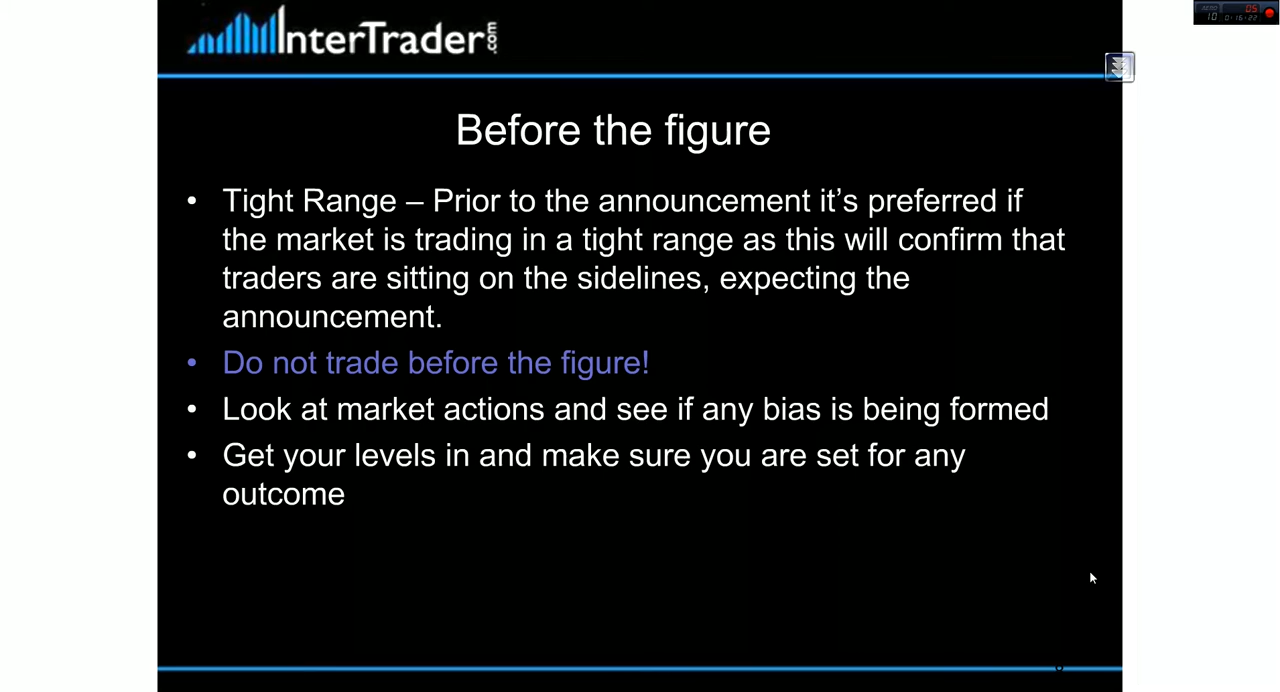 InterTrader.com
Before the figure
• Tight Range – Prior to the announcement it's preferred if
the market is trading in a tight range as this will confirm that
traders are sitting on the sidelines, expecting the
announcement.
• Do not trade before the figure!
• Look at market actions and see if any bias is being formed
• Get your levels in and make sure you are set for any
outcome